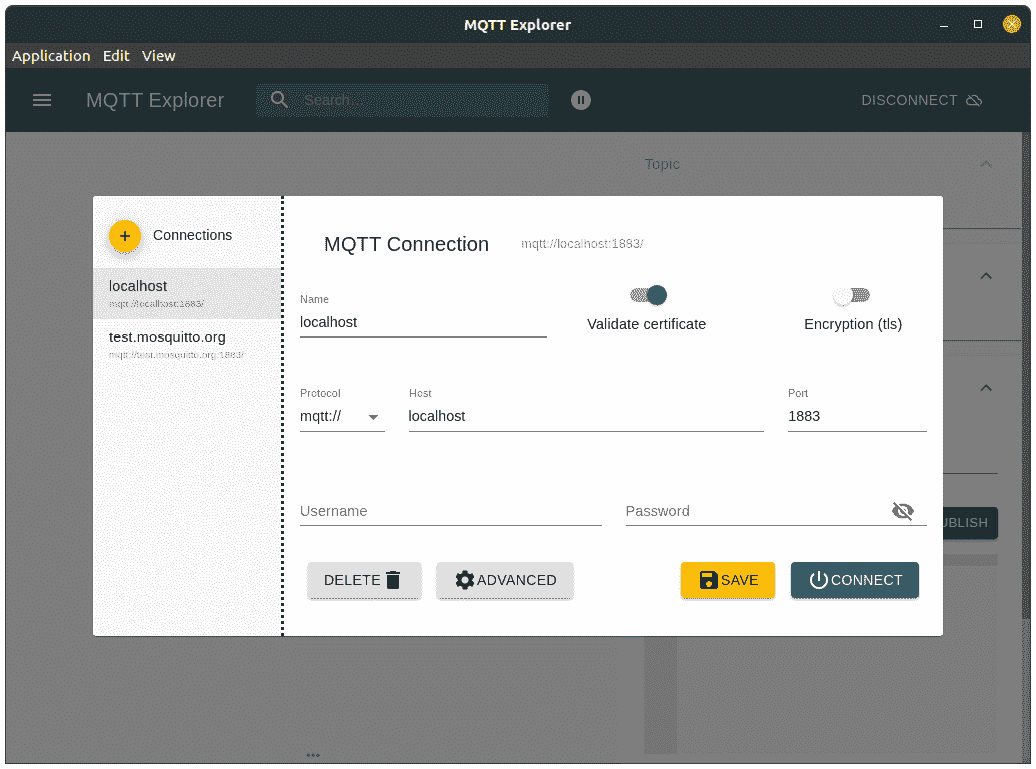 MQTT Explorer
Application Edit View
MQTT Explorer
Search...
DISCONNECT
Topic
Connections
MQTT Connection
mqtt://localhost:1883/
localhost
mqtt://localhost:1883/
test.mosquitto.org
mqtt://test.mosquitto.org:1883/
Name
localhost
Validate certificate
Encryption (tls)
Protocol
mqtt://
Host
localhost
Port
1883
Username
Password
UBLISH
DELETE
ADVANCED
SAVE
CONNECT